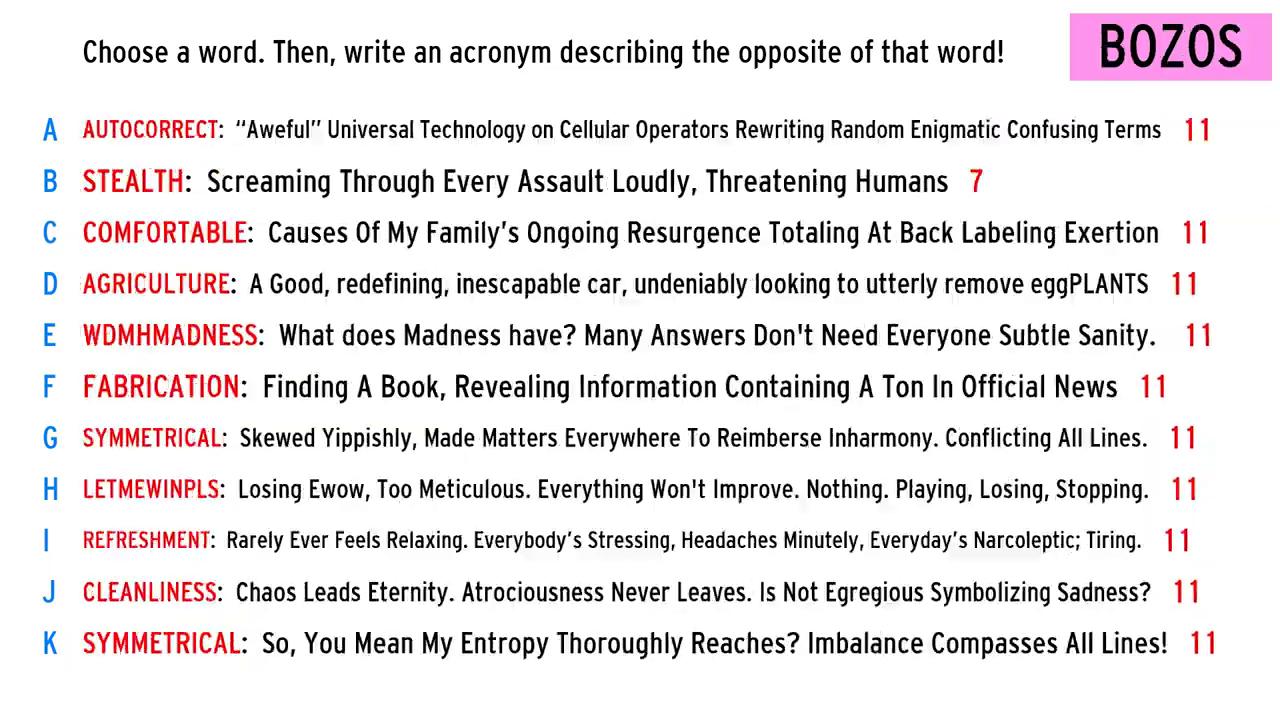 Choose a word. Then, write an acronym describing the opposite of that word!
BOZOS
A AUTOCORRECT: “Aweful” Universal Technology on Cellular Operators Rewriting Random Enigmatic Confusing Terms 11
B STEALTH: Screaming Through Every Assault Loudly, Threatening Humans 7
C COMFORTABLE: Causes Of My Family’s Ongoing Resurgence Totaling At Back Labeling Exertion 11
D AGRICULTURE: A Good, redefining, inescapable car, undeniably looking to utterly remove eggPLANTS 11
E WDMHMADNESS: What does Madness have? Many Answers Don't Need Everyone Subtle Sanity. 11
F FABRICATION: Finding A Book, Revealing Information Containing A Ton In Official News 11
G SYMMETRICAL: Skewed Yippishly, Made Matters Everywhere To Reimberse Inharmony. Conflicting All Lines. 11
H LETMEWINPLS: Losing Ewow, Too Meticulous. Everything Won't Improve. Nothing. Playing, Losing, Stopping. 11
I REFRESHMENT: Rarely Ever Feels Relaxing. Everybody’s Stressing, Headaches Minutely, Everyday’s Narcoleptic; Tiring. 11
J CLEANLINESS: Chaos Leads Eternity. Atrociousness Never Leaves. Is Not Egregious Symbolizing Sadness? 11
K SYMMETRICAL: So, You Mean My Entropy Thoroughly Reaches? Imbalance Compasses All Lines! 11